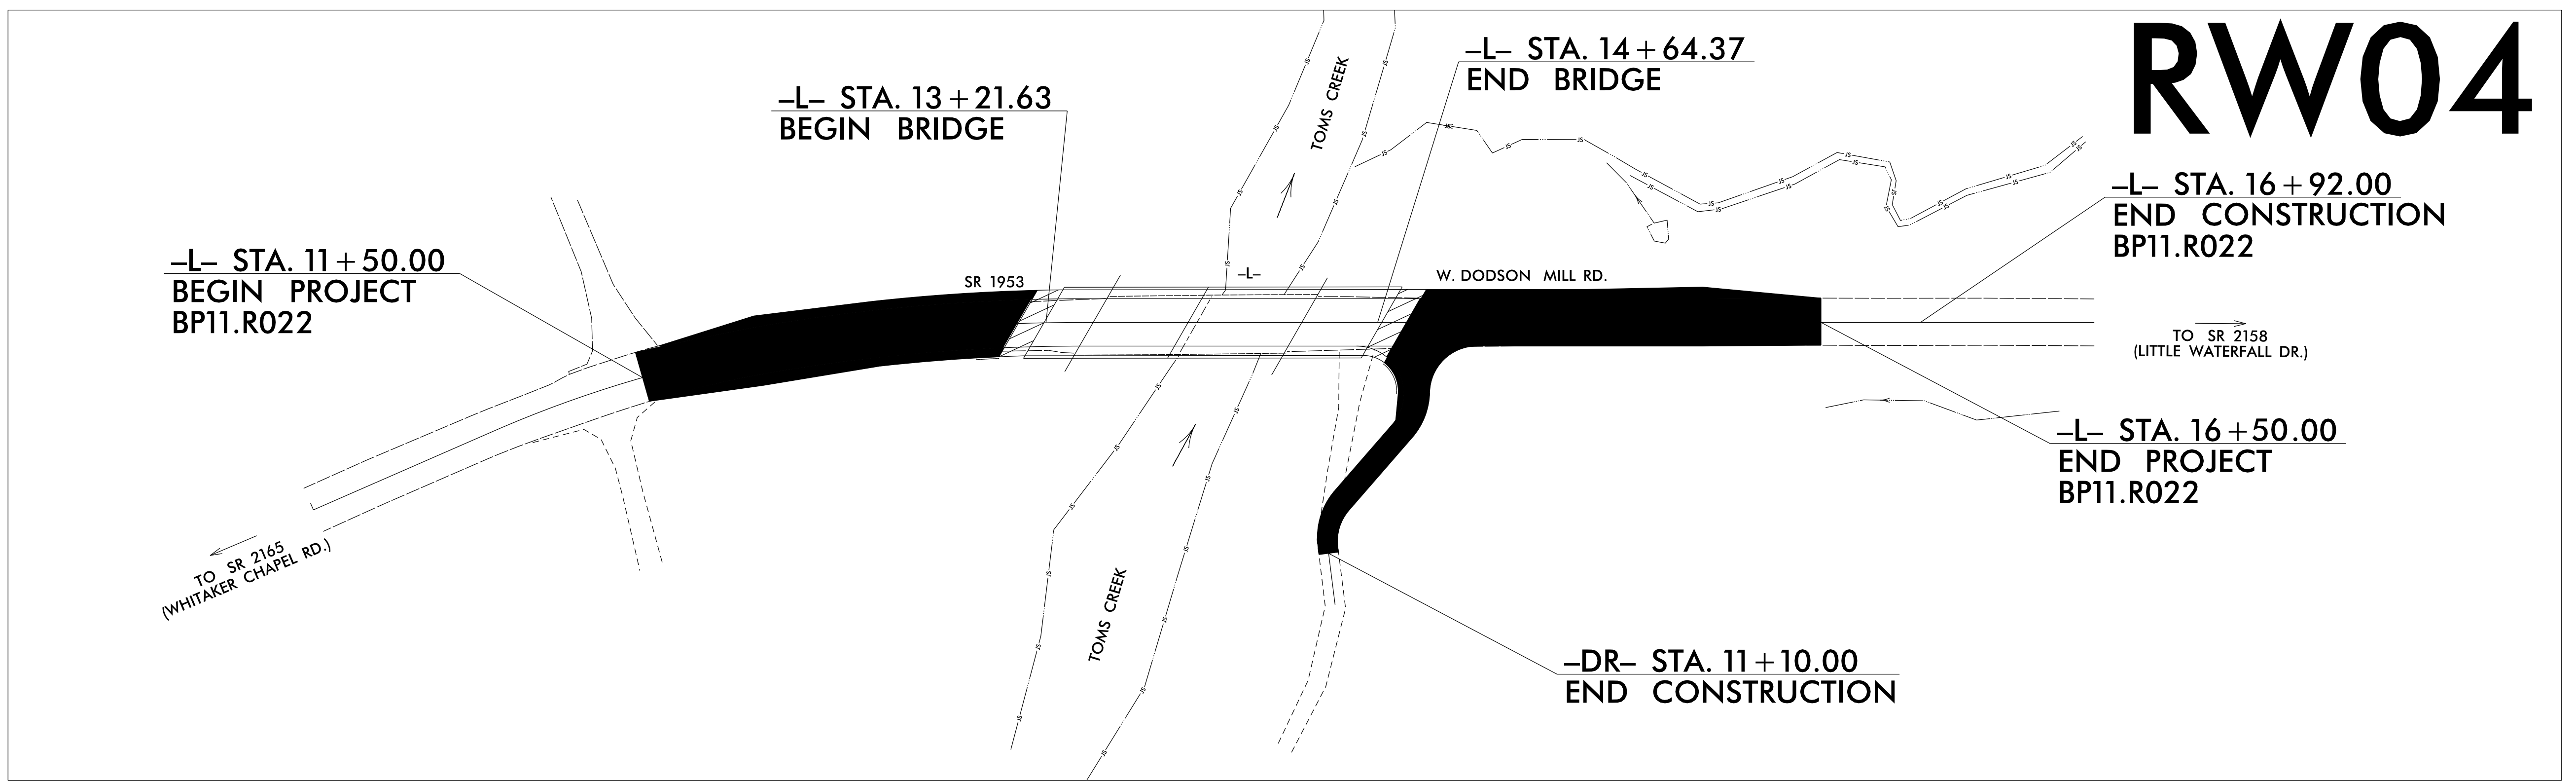 RW04
–L– STA. 14+64.37
END BRIDGE
–L– STA. 13+21.63
BEGIN BRIDGE
TOMS CREEK
–L– STA. 16+92.00
END CONSTRUCTION
BP11.R022
–L– STA. 11+50.00
BEGIN PROJECT
BP11.R022
SR 1953
–L–
W. DODSON MILL RD.
TO SR 2158
(LITTLE WATERFALL DR.)
–L– STA. 16+50.00
END PROJECT
BP11.R022
TO SR 2165
(WHITAKER CHAPEL RD.)
TOMS CREEK
–DR– STA. 11+10.00
END CONSTRUCTION